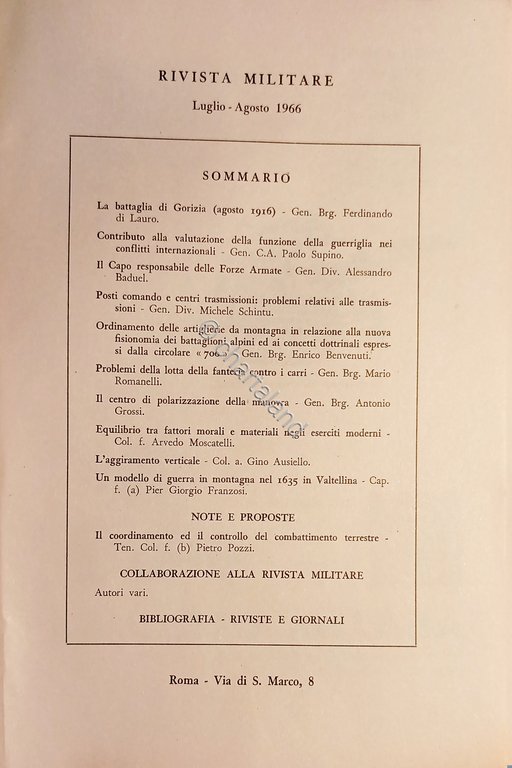 RIVISTA MILITARE
Luglio - Agosto 1966
SOMMARIO
La battaglia di Gorizia (agosto 1916) - Gen. Brg. Ferdinando
di Lauro.
Contributo alla valutazione della funzione della guerriglia nei
conflitti internazionali - Gen. C.A. Paolo Supino.
Il Capo responsabile delle Forze Armate - Gen. Div. Alessandro
Baduel.
Posti comando e centri trasmissioni: problemi relativi alle trasmis-
sioni - Gen. Div. Michele Schintu.
Ordinamento delle artiglierie da montagna in relazione alla nuova
fisionomia dei battaglioni alpini ed ai concetti dottrinali espres-
si dalla circolare - Gen. Brg. Enrico Benvenuti.
Problemi della lotta della fanteria contro i carri - Gen. Brg. Mario
Romanelli.
Il centro di polarizzazione della manovra - Gen. Brg. Antonio
Grossi.
Equilibrio tra fattori morali e materiali negli eserciti moderni -
Col. f. Arvedo Moscatelli.
L'aggiramento verticale - Col. a. Gino Ausiello.
Un modello di guerra in montagna nel 1635 in Valtellina - Cap.
f. (a) Pier Giorgio Franzosi.
NOTE E PROPOSTE
Il coordinamento ed il controllo del combattimento terrestre -
Ten. Col. f. (b) Pietro Pozzi.
COLLABORAZIONE ALLA RIVISTA MILITARE
Autori vari.
BIBLIOGRAFIA - RIVISTE E GIORNALI
Roma - Via di S. Marco, 8
©chartaland